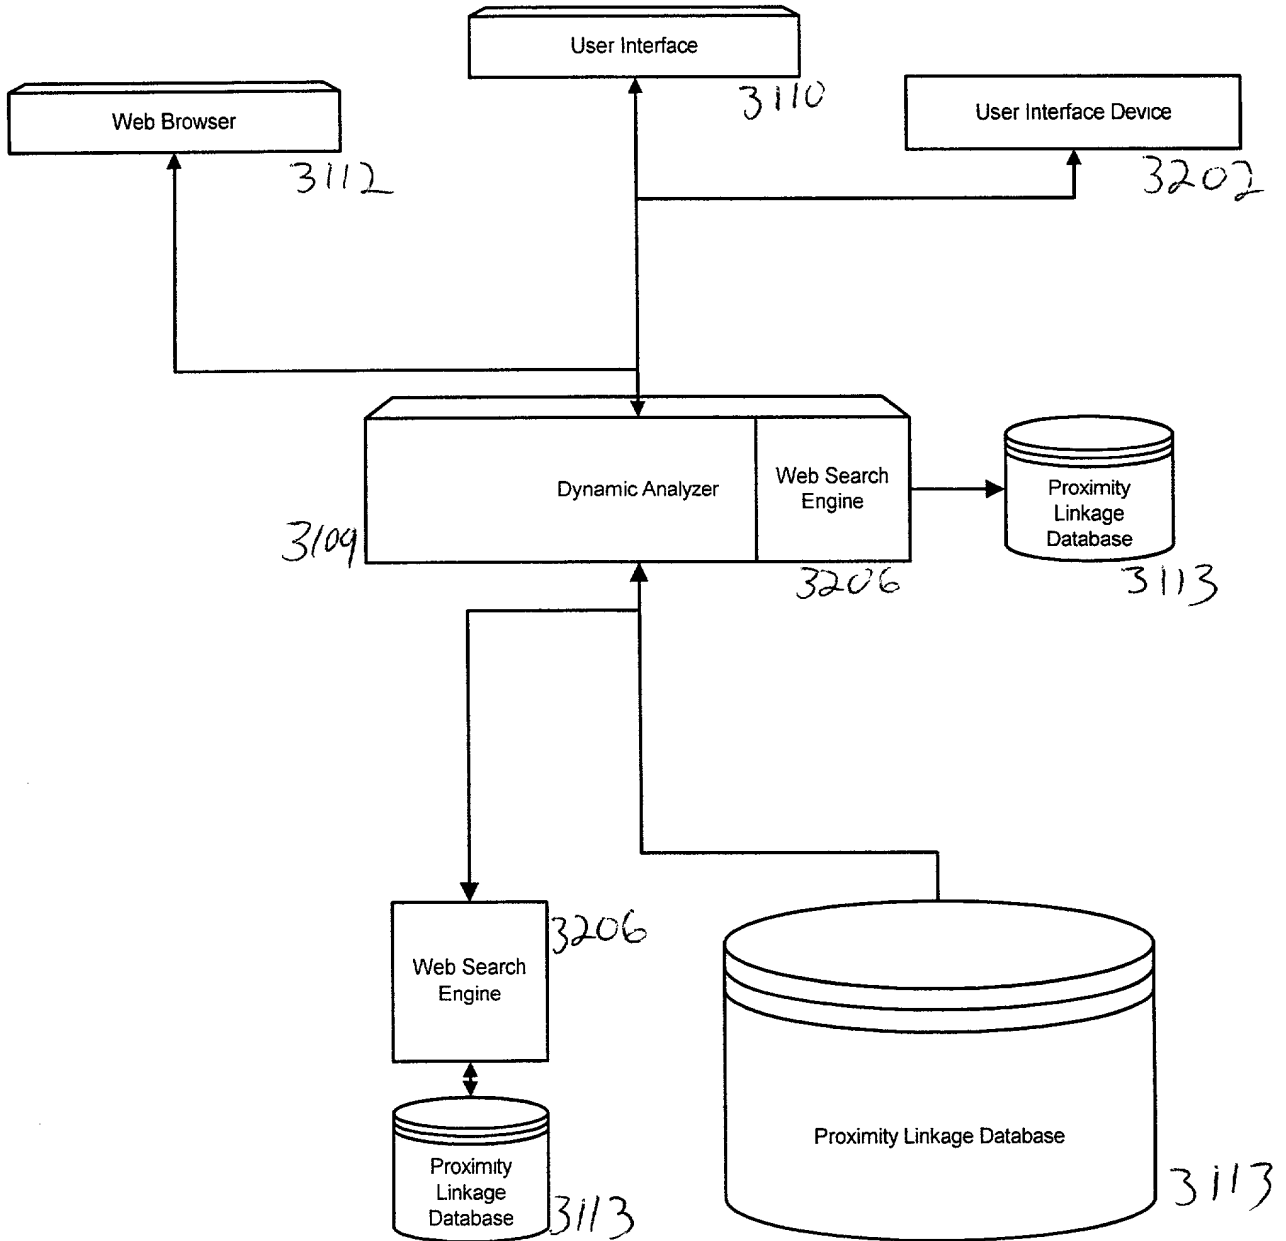 User Interface
3110
Web Browser
3112
User Interface Device
3202
Dynamic Analyzer
3109
Web Search
Engine
3206
Proximity
Linkage
Database
3113
Web Search
Engine
3206
Proximity
Linkage
Database
3113
Proximity Linkage Database
3113